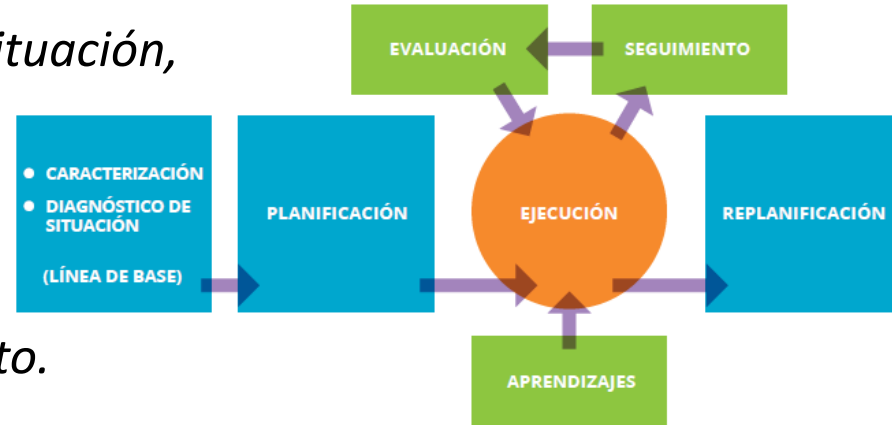 ituación,
to.
EVALUACIÓN
SEGUIMIENTO
● CARACTERIZACIÓN
● DIAGNÓSTICO DE
SITUACIÓN
(LÍNEA DE BASE)
PLANIFICACIÓN
EJECUCIÓN
REPLANIFICACIÓN
APRENDIZAJES